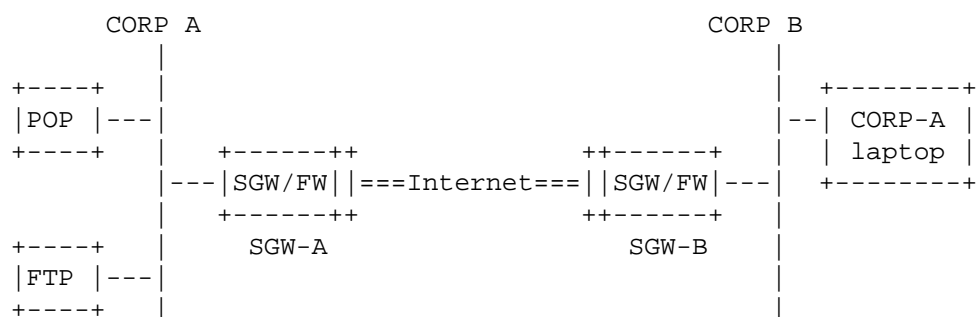 CORP A                              CORP B
          |                                   |
+----+    |                                   |  +--------+
|POP |---|                                   |--| CORP-A |
+----+    |   +------++         ++------+     |  | laptop |
          |---|SGW/FW||===Internet===||SGW/FW|---|  +--------+
          |   +------++         ++------+     |
+----+    |     SGW-A             SGW-B       |
|FTP |---|                                   |
+----+    |                                   |